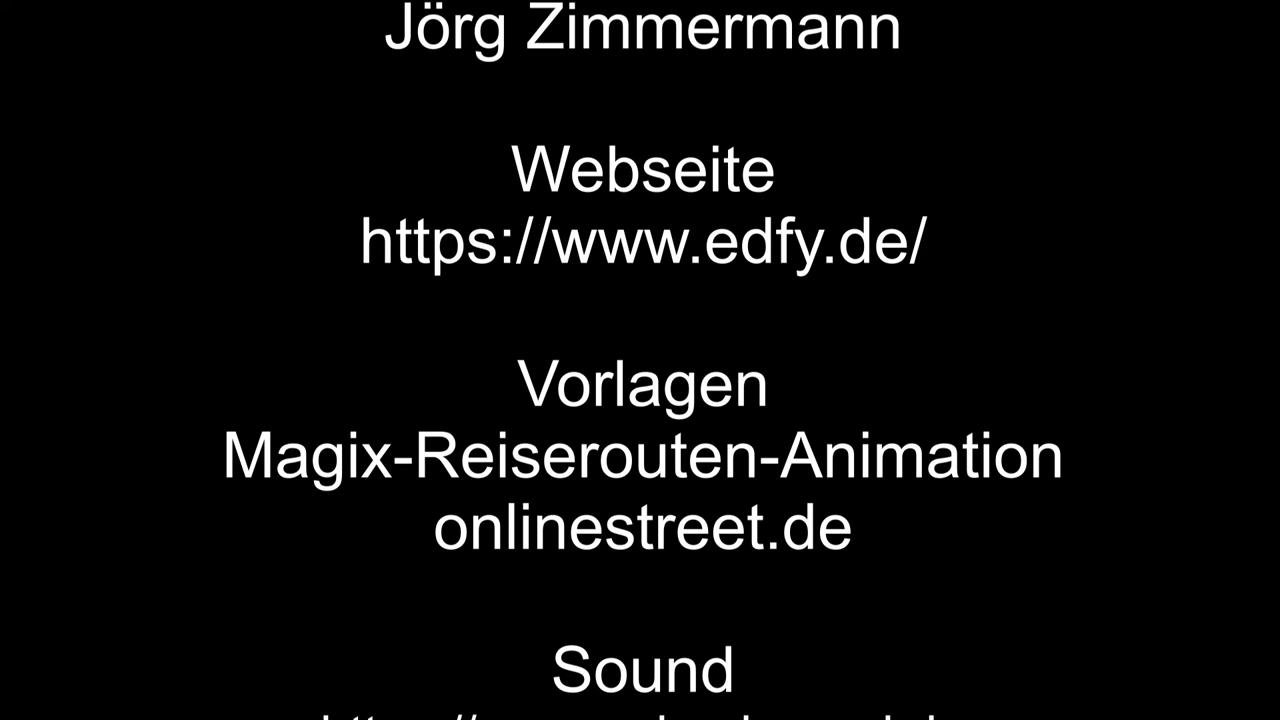 Jörg Zimmermann
Webseite
https://www.edfy.de/
Vorlagen
Magix-Reiserouten-Animation
onlinestreet.de
Sound